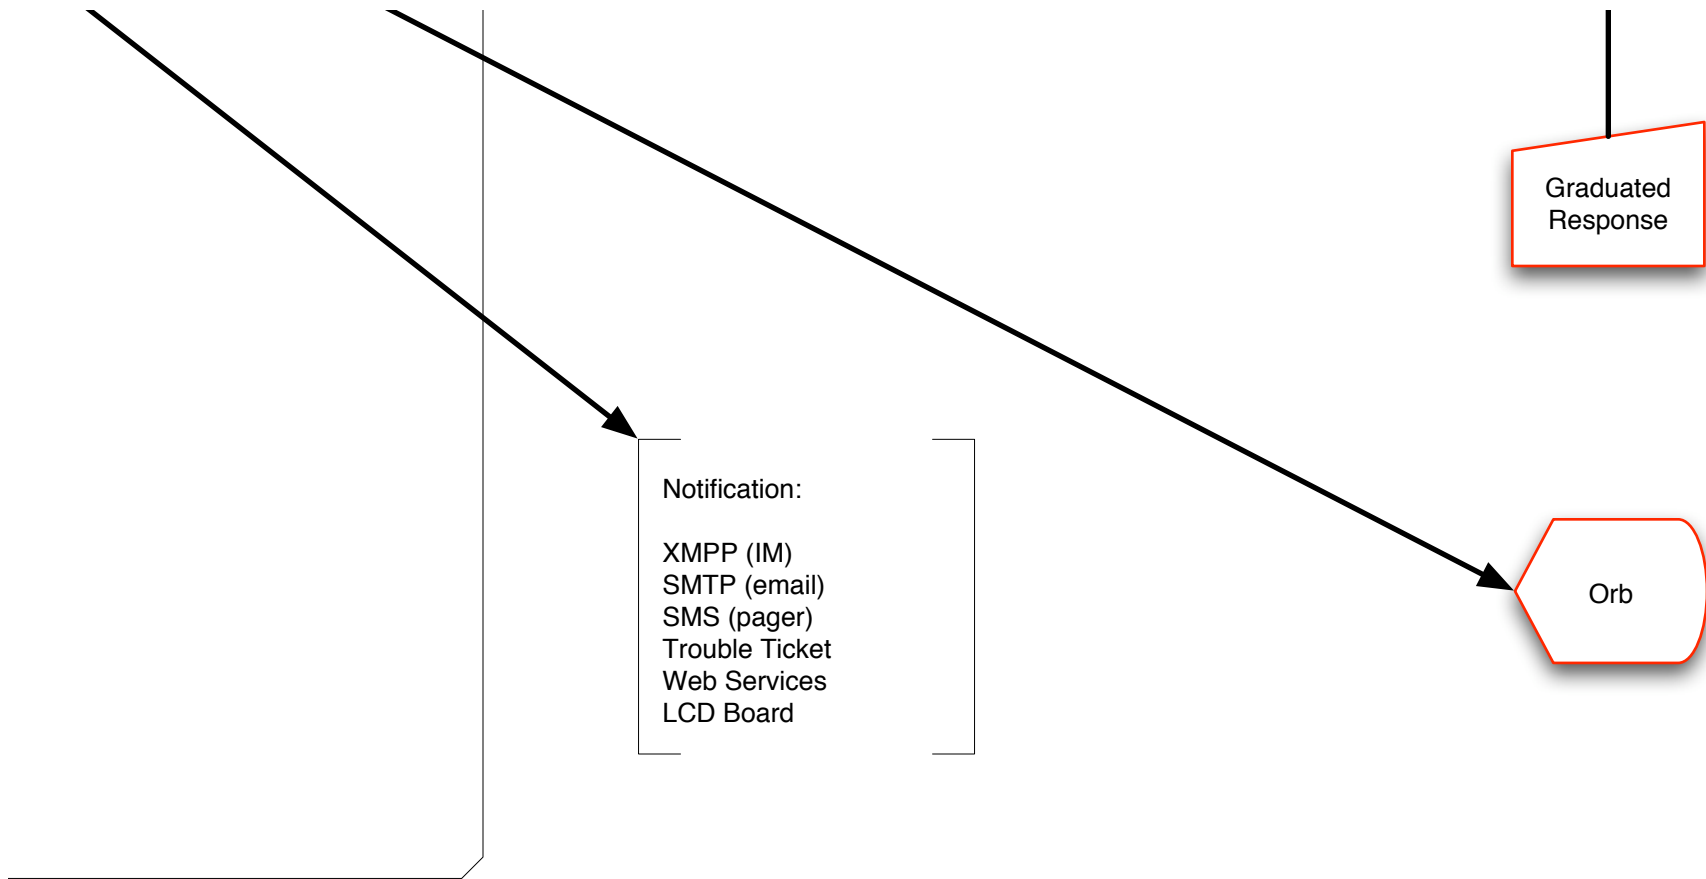 Graduated
Response
Notification:
XMPP (IM)
SMTP (email)
SMS (pager)
Trouble Ticket
Web Services
LCD Board
Orb